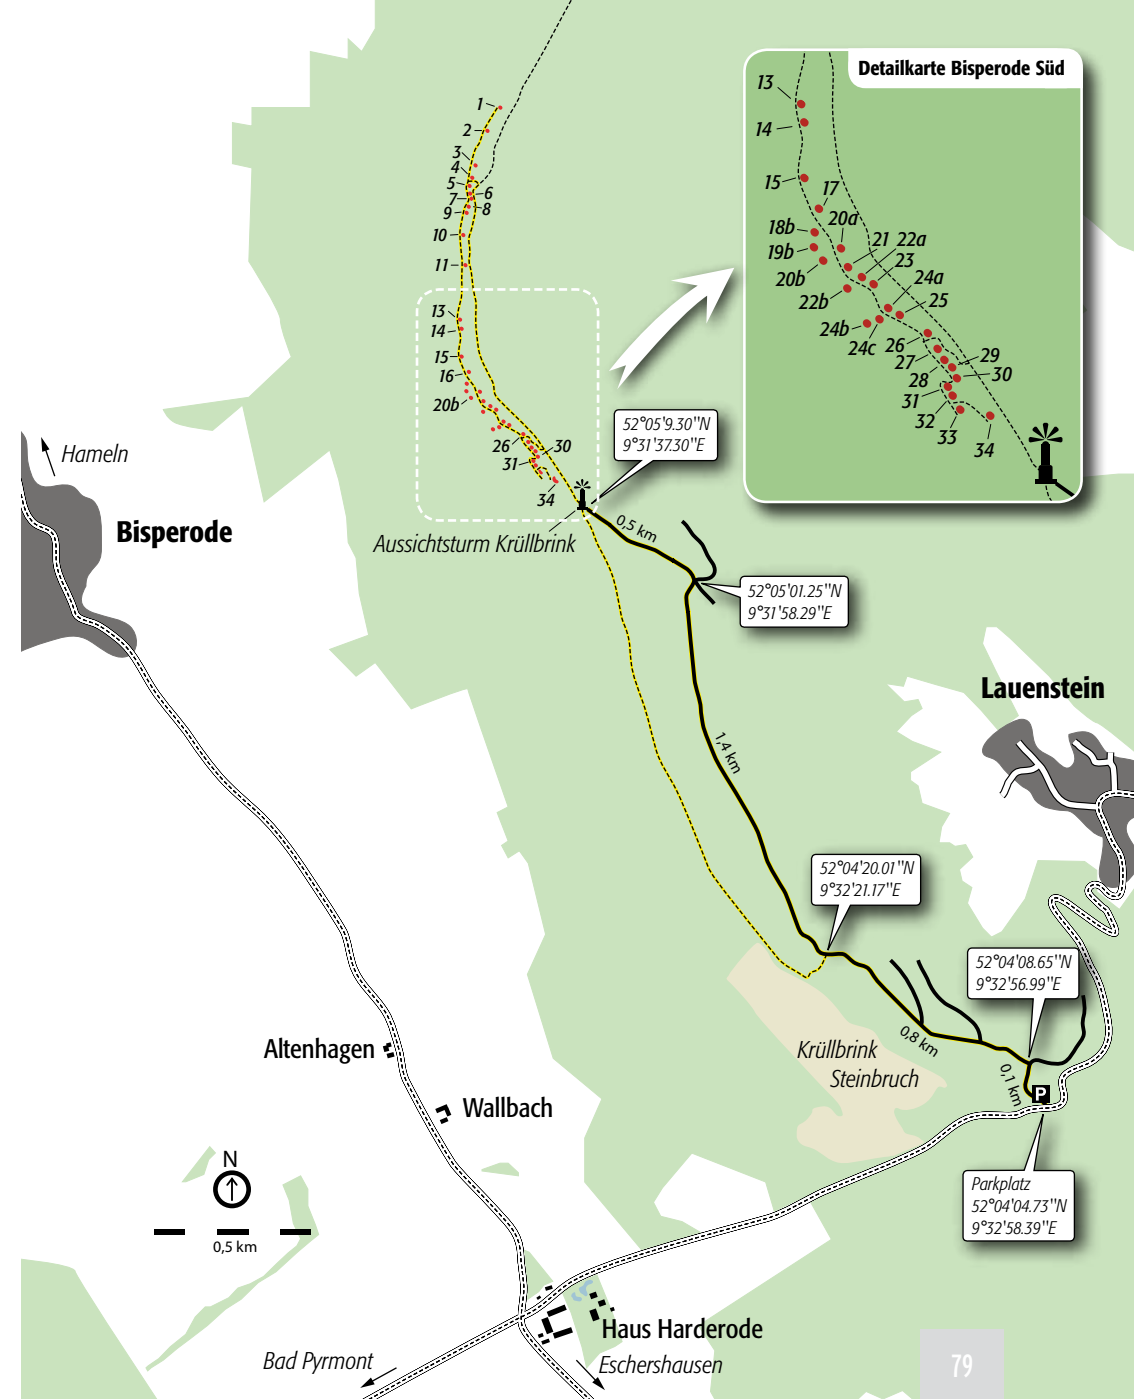 Detailkarte Bisperode Süd
13
14
15
17
18b
20a
19b
21
22a
20b
23
22b
24a
25
24b
24c
26
27
29
28
30
31
32
33
34
1
2
3
4
5
6
7
8
9
10
11
13
14
15
16
20b
26
30
31
34
52°05'9.30"N
9°31'37.30"E
Hameln
Bisperode
Aussichtsturm Krüllbrink
0,5 km
52°05'01.25"N
9°31'58.29"E
Lauenstein
1,4 km
52°04'20.01"N
9°32'21.17"E
52°04'08.65"N
9°32'56.99"E
Krüllbrink
Steinbruch
0,8 km
0,1 km
P
Altenhagen
Wallbach
N
0,5 km
Parkplatz
52°04'04.73"N
9°32'58.39"E
Haus Harderode
Bad Pyrmont
Eschershausen
79